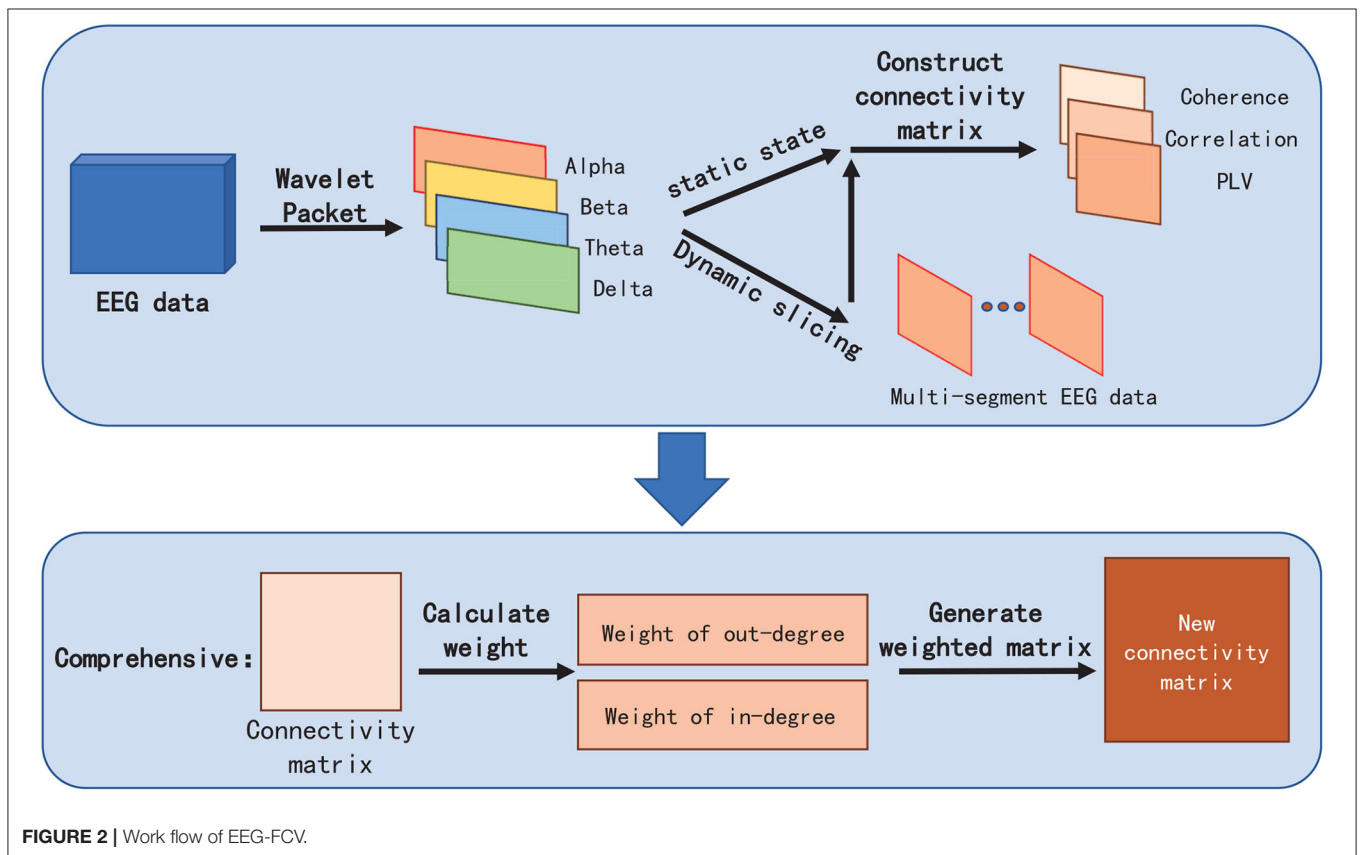 EEG data
Wavelet
Packet
Alpha
Beta
Theta
Delta
static state
Dynamic slicing
Construct
connectivity
matrix
Coherence
Correlation
PLV
Multi-segment EEG data
Comprehensive:
Connectivity
matrix
Calculate
weight
Weight of out-degree
Weight of in-degree
Generate
weighted matrix
New
connectivity
matrix
FIGURE 2 | Work flow of EEG-FCV.